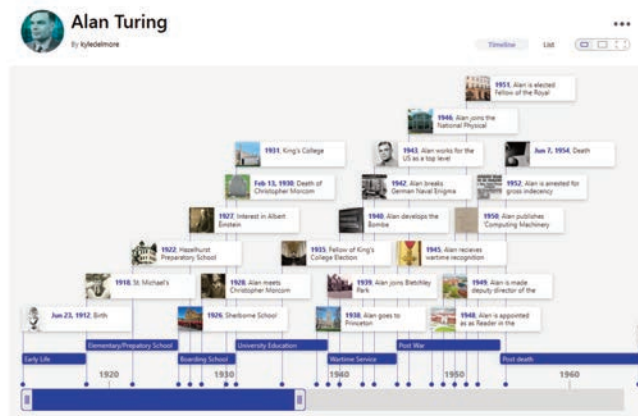 Alan Turing
By kyledelmore
Timeline
List
1951, Alan is elected
Fellow of the Royal
1946, Alan joins the
National Physical
1931, King's College
1943, Alan works for the
US as a top level
Jun 7, 1954, Death
Feb 13, 1930, Death of
Christopher Morcom
1942, Alan breaks
German Naval Enigma
1952, Alan is arrested for
gross indecency
1927, Interest in Albert
Einstein
1940, Alan develops the
Bombe
1950, Alan publishes
'Computing Machinery
1922, Hazelhurst
Preparatory School
1935, Fellow of King's
College Election
1945, Alan recieves
wartime recognition
1918, St. Michael's
1928, Alan meets
Christopher Morcom
1939, Alan joins Bletchley
Park
1949, Alan is made
deputy director of the
Jun 23, 1912, Birth
1926, Sherborne School
1938, Alan goes to
Princeton
1948, Alan is appointed
as as Reader in the
Elementary/Prepatory School
University Education
Post War
Early Life
Boarding School
Wartime Service
Post death
1920
1930
1940
1950
1960